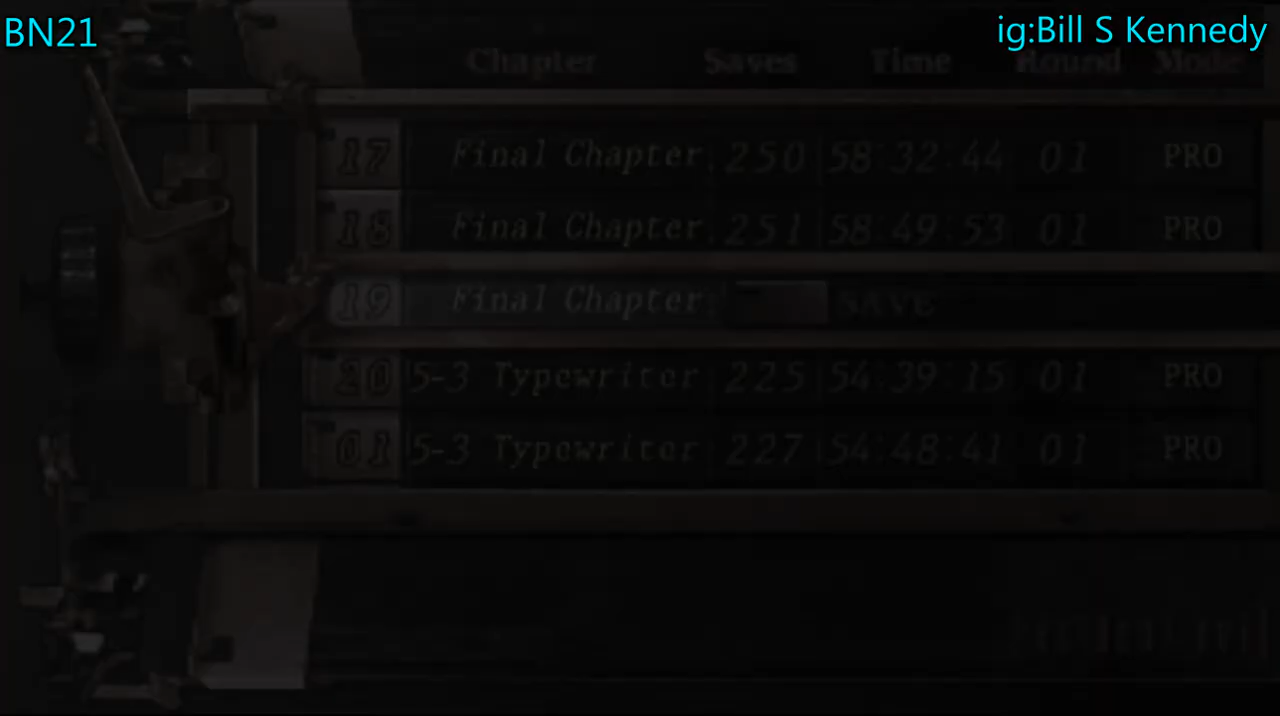 BN21
ig:Bill S Kennedy
Chapter Saves Time Round Mode
17 Final Chapter 250 58:32:44 01 PRO
18 Final Chapter 251 58:49:53 01 PRO
19 Final Chapter SAVE
20 5-3 Typewriter 225 54:39:15 01 PRO
01 5-3 Typewriter 227 54:48:41 01 PRO